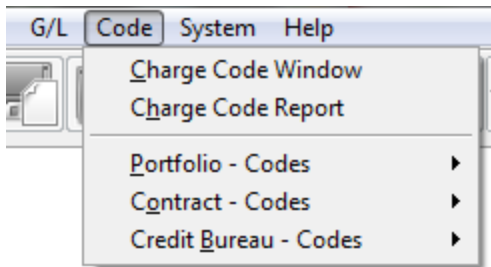 G/L Code System Help
Charge Code Window
Charge Code Report
Portfolio - Codes
Contract - Codes
Credit Bureau - Codes